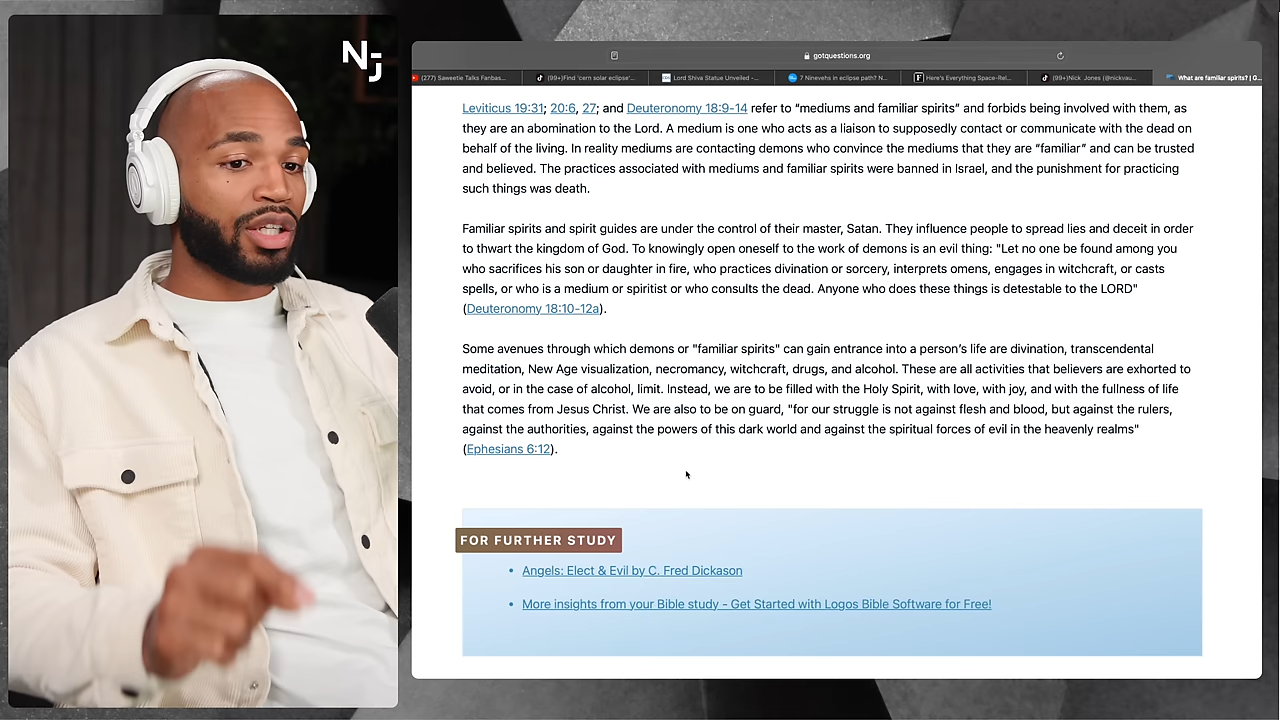 NJ
gotquestions.org
(277) Saweetie Talks Fanbas...
(99+)Find 'cern solar eclipse'...
Lord Shiva Statue Unveiled -...
7 Ninevehs in eclipse path? N...
Here's Everything Space-Rel...
(99+)Nick Jones (@nickvau...
What are familiar spirits? | G...
Leviticus 19:31; 20:6, 27; and Deuteronomy 18:9-14 refer to “mediums and familiar spirits” and forbids being involved with them, as
they are an abomination to the Lord. A medium is one who acts as a liaison to supposedly contact or communicate with the dead on
behalf of the living. In reality mediums are contacting demons who convince the mediums that they are “familiar” and can be trusted
and believed. The practices associated with mediums and familiar spirits were banned in Israel, and the punishment for practicing
such things was death.
Familiar spirits and spirit guides are under the control of their master, Satan. They influence people to spread lies and deceit in order
to thwart the kingdom of God. To knowingly open oneself to the work of demons is an evil thing: "Let no one be found among you
who sacrifices his son or daughter in fire, who practices divination or sorcery, interprets omens, engages in witchcraft, or casts
spells, or who is a medium or spiritist or who consults the dead. Anyone who does these things is detestable to the LORD"
(Deuteronomy 18:10-12a).
Some avenues through which demons or "familiar spirits" can gain entrance into a person’s life are divination, transcendental
meditation, New Age visualization, necromancy, witchcraft, drugs, and alcohol. These are all activities that believers are exhorted to
avoid, or in the case of alcohol, limit. Instead, we are to be filled with the Holy Spirit, with love, with joy, and with the fullness of life
that comes from Jesus Christ. We are also to be on guard, "for our struggle is not against flesh and blood, but against the rulers,
against the authorities, against the powers of this dark world and against the spiritual forces of evil in the heavenly realms"
(Ephesians 6:12).
FOR FURTHER STUDY
• Angels: Elect & Evil by C. Fred Dickason
• More insights from your Bible study - Get Started with Logos Bible Software for Free!